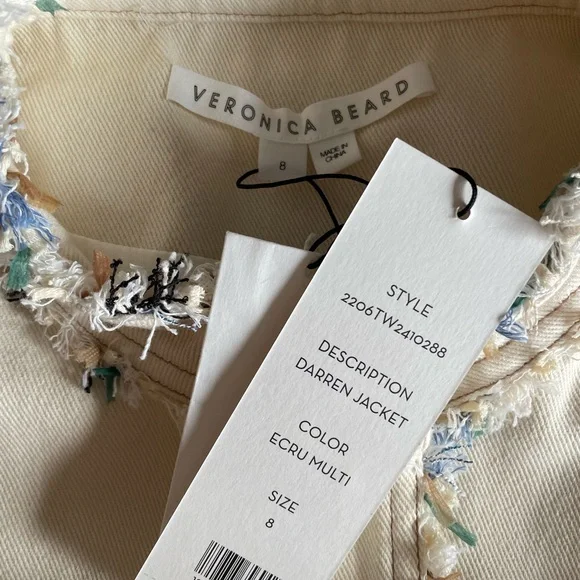 VERONICA BEARD
8
MADE IN
CHINA
STYLE
2206TW2410288
DESCRIPTION
DARREN JACKET
COLOR
ECRU MULTI
SIZE
8